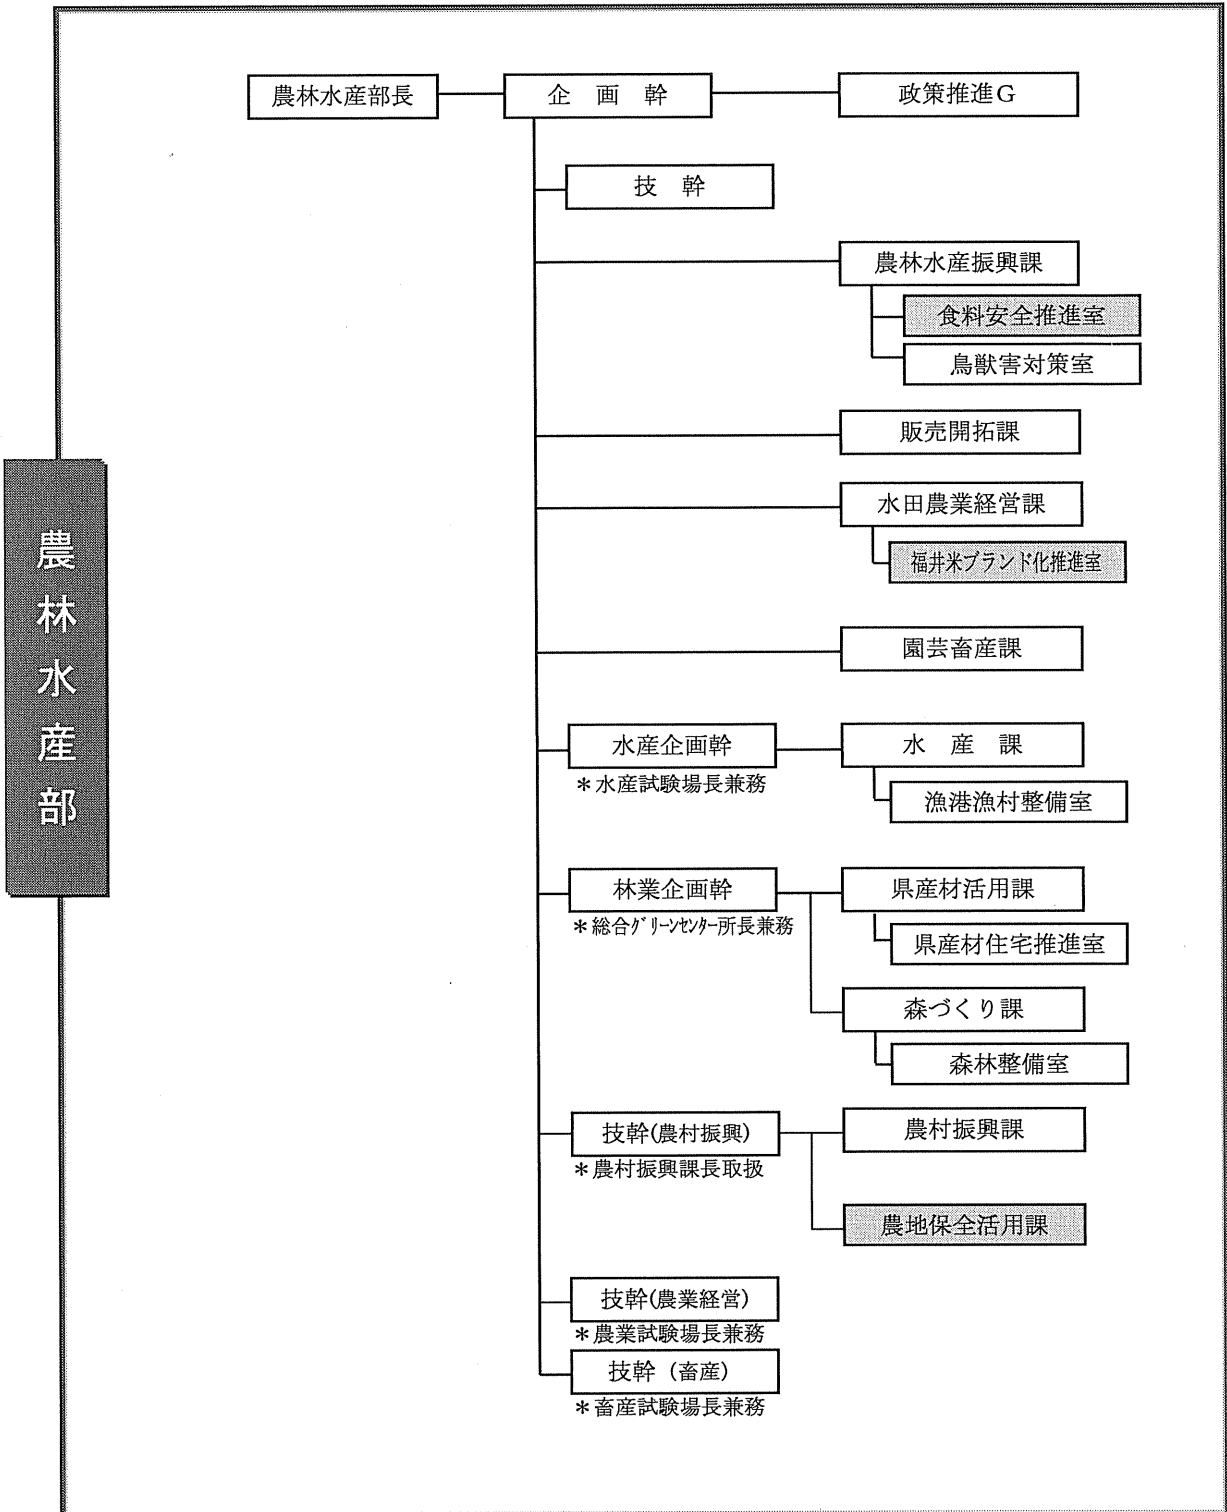 農林水産部
農林水産部長
企　画　幹
政策推進G
技　幹
農林水産振興課
食料安全推進室
鳥獣害対策室
販売開拓課
水田農業経営課
福井米ブランド化推進室
園芸畜産課
水産企画幹
＊水産試験場長兼務
水　産　課
漁港漁村整備室
林業企画幹
＊総合ｸﾞﾘｰﾝｾﾝﾀｰ所長兼務
県産材活用課
県産材住宅推進室
森づくり課
森林整備室
技幹(農村振興)
＊農村振興課長取扱
農村振興課
農地保全活用課
技幹(農業経営)
＊農業試験場長兼務
技幹（畜産）
＊畜産試験場長兼務